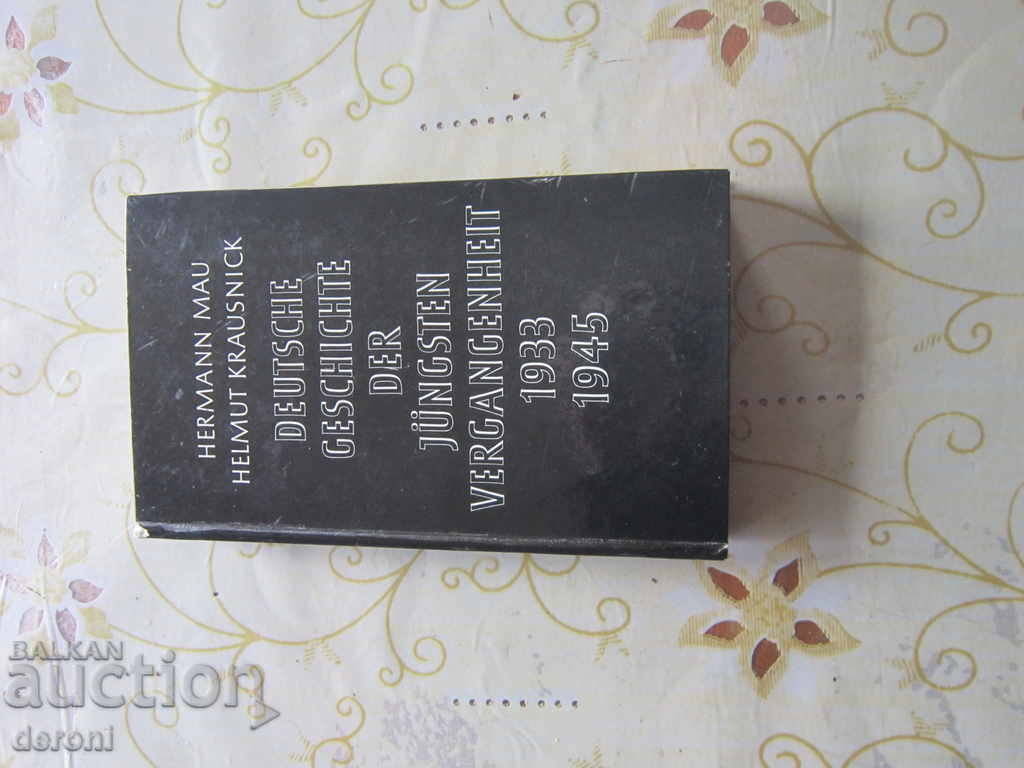 HERMANN MAU
HELMUT KRAUSNICK
DEUTSCHE
GESCHICHTE
DER
JÜNGSTEN
VERGANGENHEIT
1933
1945
BALKAN
auction
deroni